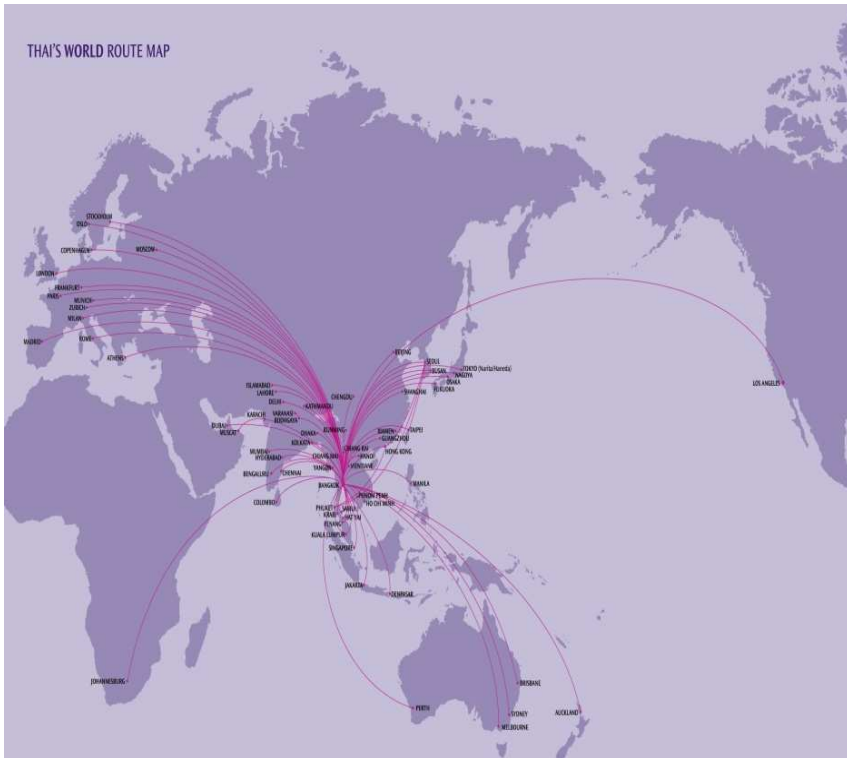 THAI'S WORLD ROUTE MAP
STOCKHOLM
OSLO
COPENHAGEN
MOSCOW
LONDON
FRANKFURT
PARIS
MUNICH
ZURICH
MILAN
MADRID
ROME
ATHENS
BEIJING
SEOUL
BUSAN
TOKYO (Narita/Haneda)
NAGOYA
OSAKA
FUKUOKA
LOS ANGELES
ISLAMABAD
LAHORE
DELHI
KATHMANDU
CHENGDU
SHANGHAI
KARACHI
VARANASI
BODHGAYA
DUBAI
MUSCAT
DHAKA
KUNMING
KOLKATA
XIAMEN
TAIPEI
GUANGZHOU
HONG KONG
MUMBAI
HYDERABAD
CHIANG RAI
CHIANG MAI
HANOI
VIENTIANE
YANGON
BENGALURU
CHENNAI
BANGKOK
MANILA
COLOMBO
PHNOM PENH
HO CHI MINH
PHUKET
SAMUI
KRABI
HAT YAI
PENANG
KUALA LUMPUR
SINGAPORE
JAKARTA
DENPASAR
JOHANNESBURG
BRISBANE
PERTH
SYDNEY
AUCKLAND
MELBOURNE